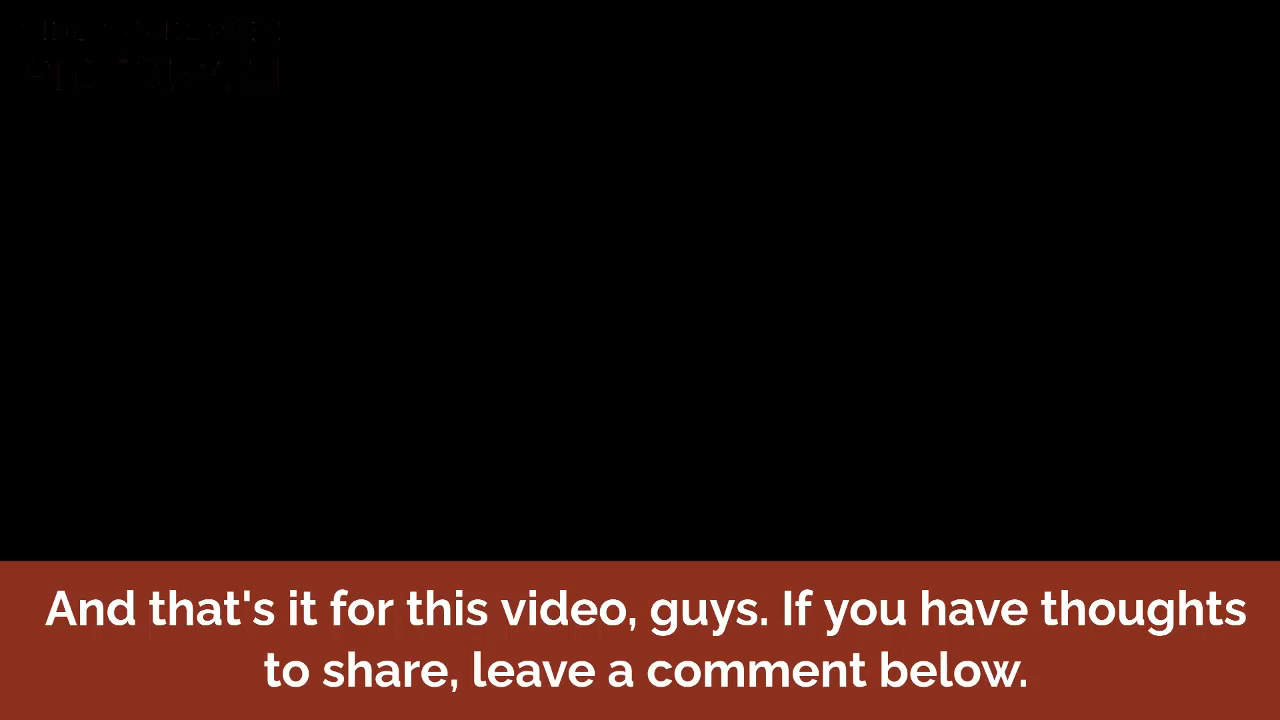 And that's it for this video, guys. If you have thoughts
to share, leave a comment below.